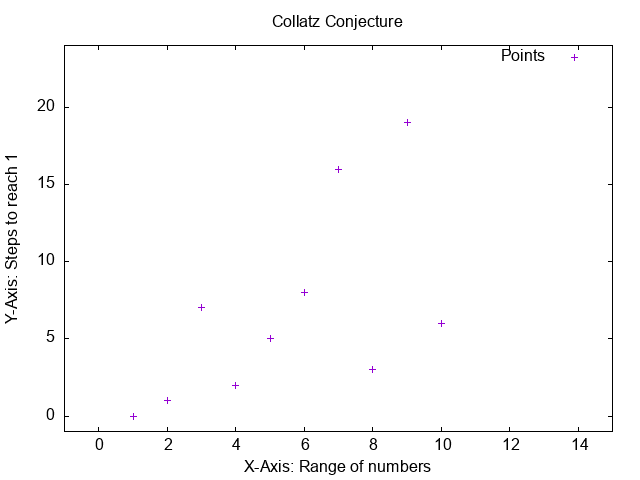 Collatz Conjecture
Points
20
15
10
5
0
0 2 4 6 8 10 12 14
Y-Axis: Steps to reach 1
X-Axis: Range of numbers